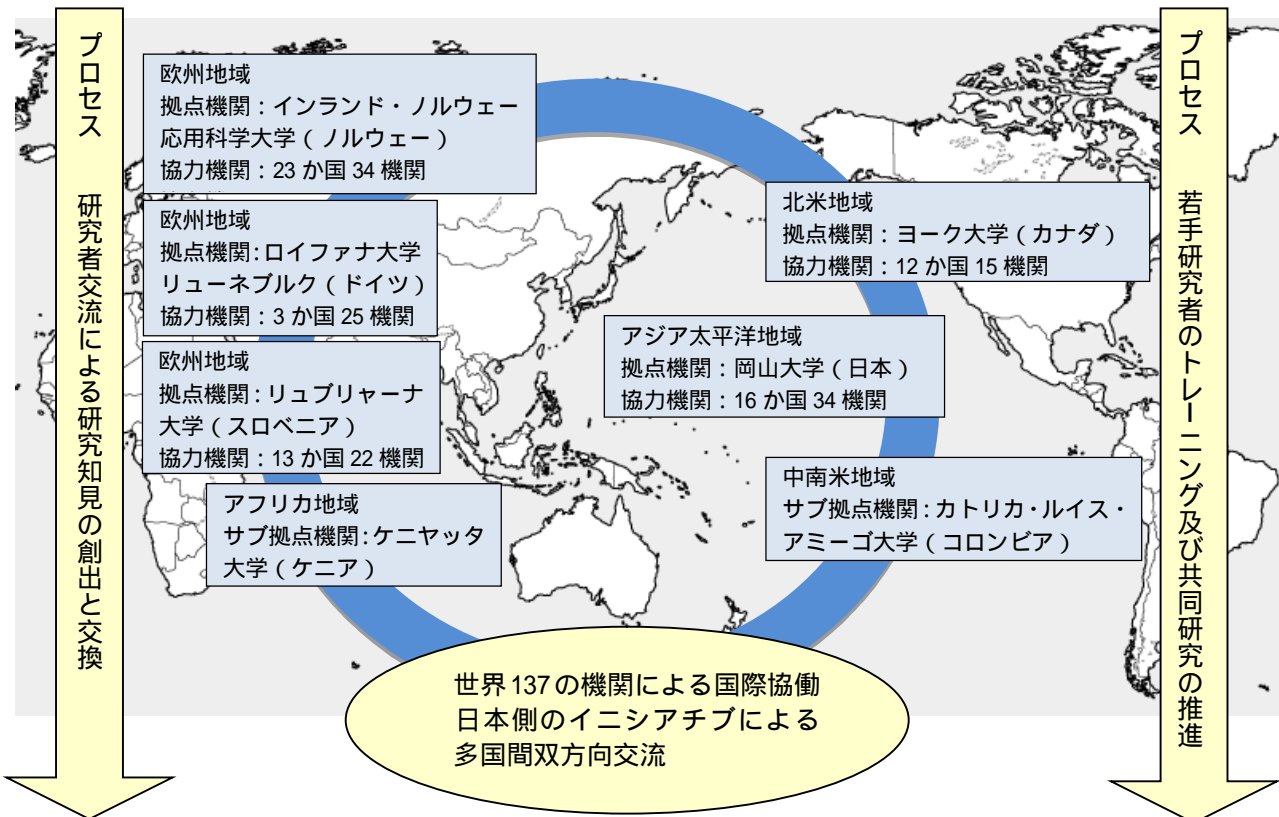 プロセス　研究者交流による研究知見の創出と交換
欧州地域
拠点機関：インランド・ノルウェー
応用科学大学（ノルウェー）
協力機関：23 か国 34 機関
欧州地域
拠点機関：ロイファナ大学
リューネブルク（ドイツ）
協力機関：3 か国 25 機関
欧州地域
拠点機関：リュブリャーナ
大学（スロベニア）
協力機関：13 か国 22 機関
アフリカ地域
サブ拠点機関：ケニヤッタ
大学（ケニア）
北米地域
拠点機関：ヨーク大学（カナダ）
協力機関：12 か国 15 機関
アジア太平洋地域
拠点機関：岡山大学（日本）
協力機関：16 か国 34 機関
中南米地域
サブ拠点機関：カトリカ・ルイス・
アミーゴ大学（コロンビア）
世界 137 の機関による国際協働
日本側のイニシアチブによる
多国間双方向交流
プロセス　若手研究者のトレーニング及び共同研究の推進